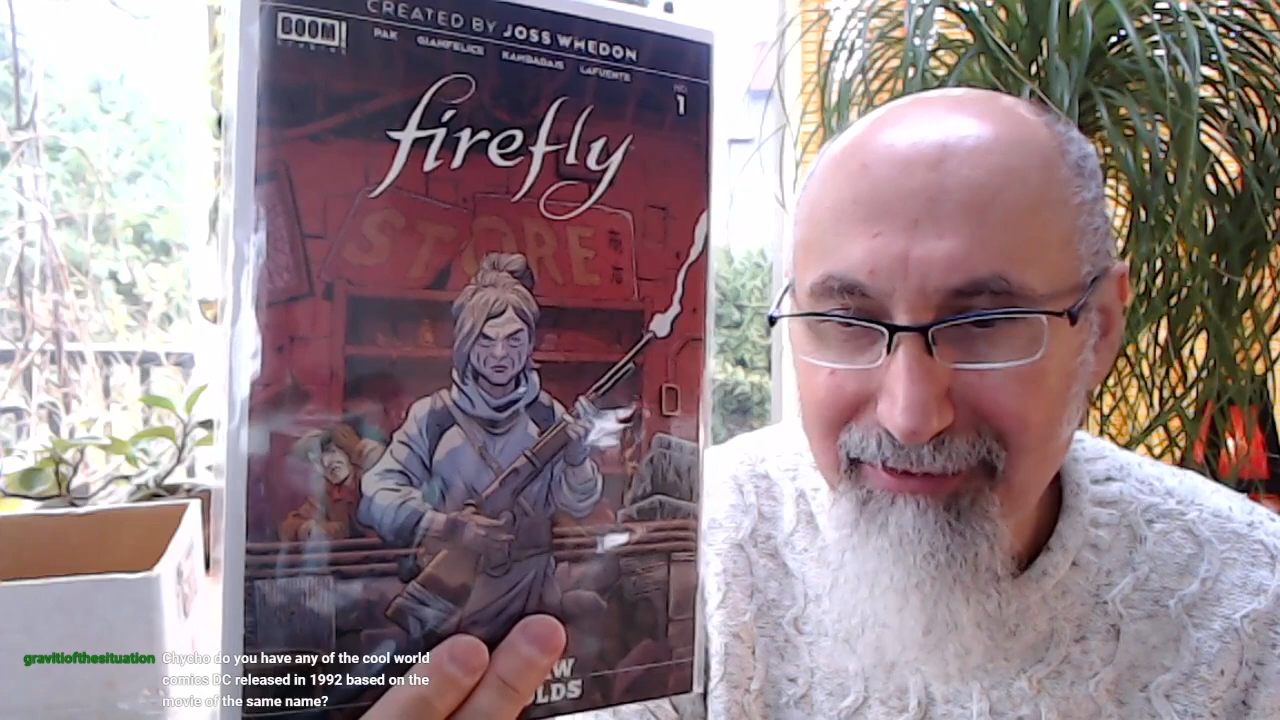 CREATED BY JOSS WHEDON
BOOM!
STUDIOS
PAK GIANFELICE KAMBADAIS LAFUENTE
NO.
1
firefly
STORE
OLDS
gravitiofthesituation Chycho do you have any of the cool world
comics DC released in 1992 based on the
movie of the same name?